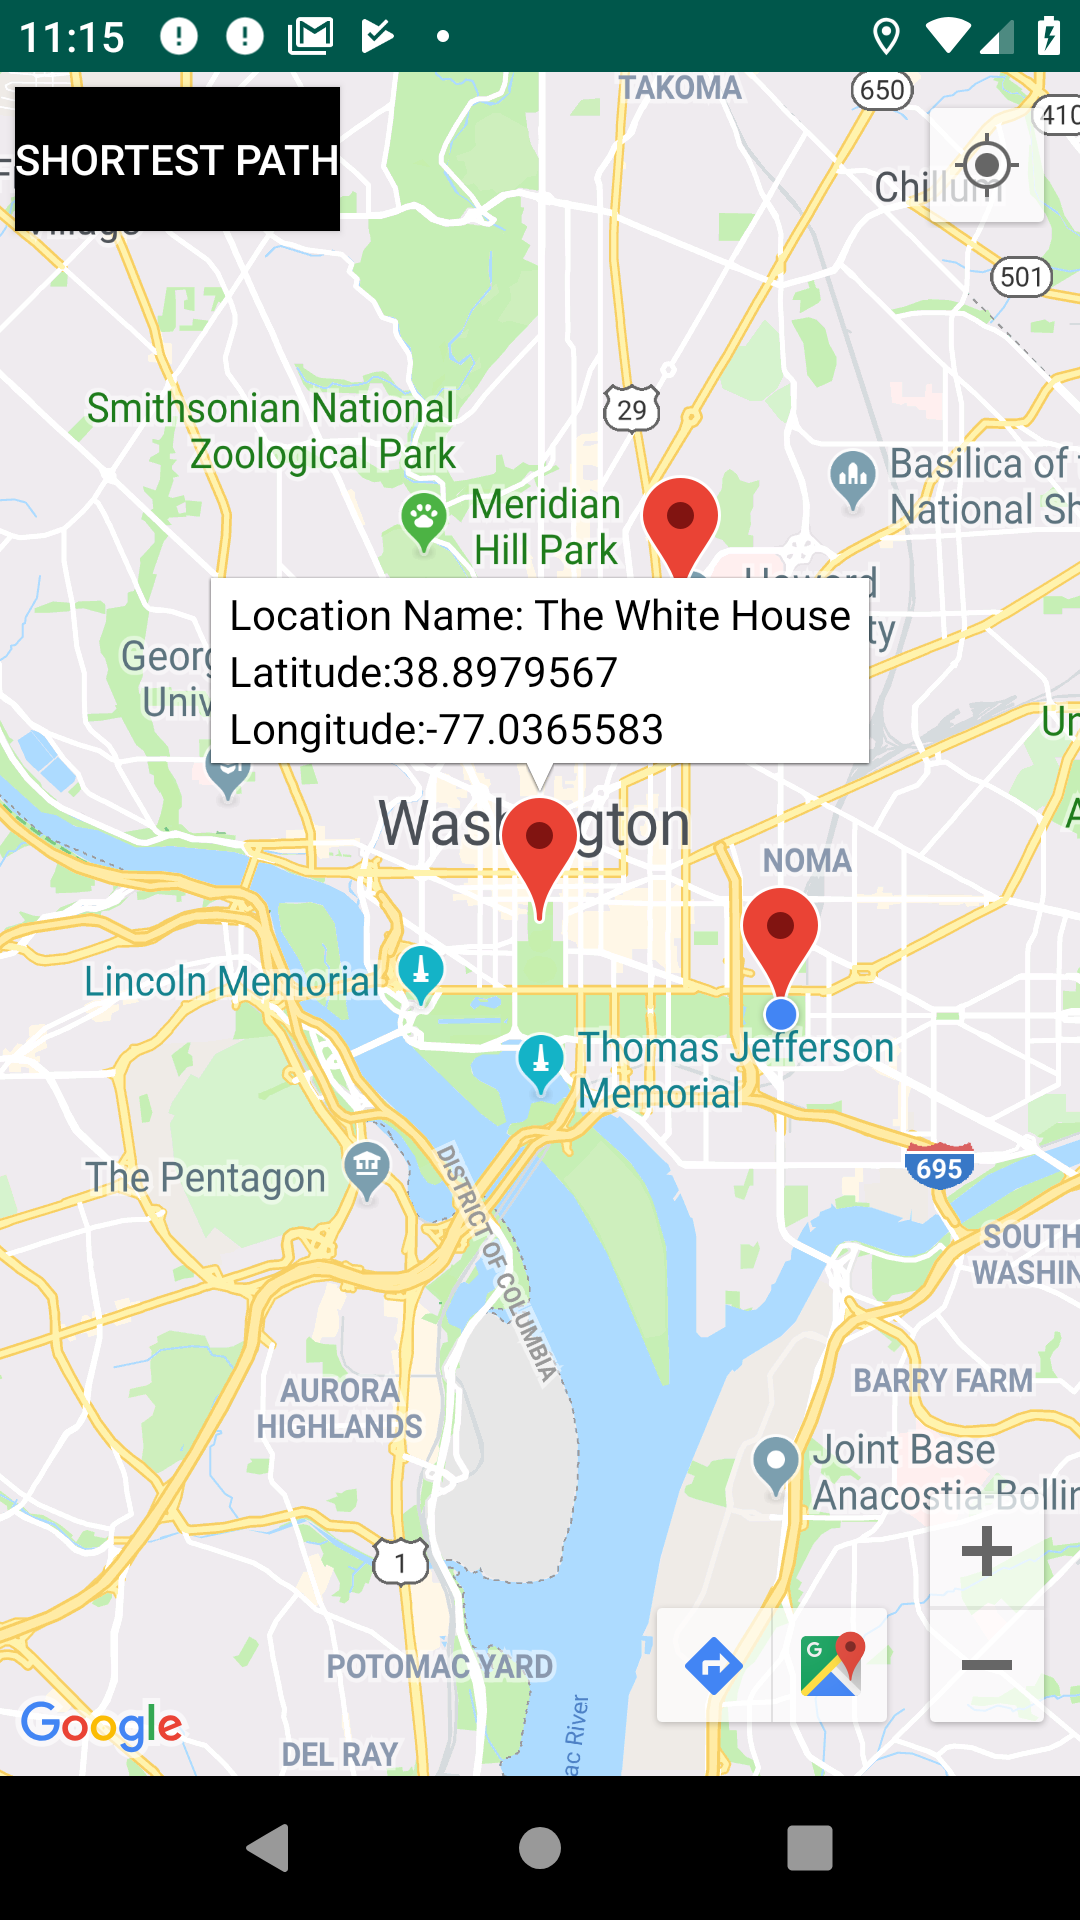 11:15
TAKOMA
650
410
SHORTEST PATH
Chillum
Village
501
Smithsonian National
Zoological Park
29
Basilica of
National Sh
Meridian
Hill Park
Howard
ty
Location Name: The White House
Latitude:38.8979567
Longitude:-77.0365583
Georg
Univ
Un
A
Washington
NOMA
Lincoln Memorial
Thomas Jefferson
Memorial
The Pentagon
695
DISTRICT OF COLUMBIA
SOUTH
WASHIN
AURORA
HIGHLANDS
BARRY FARM
Joint Base
Anacostia-Bollin
1
POTOMAC YARD
G
Google
DEL RAY
ac River